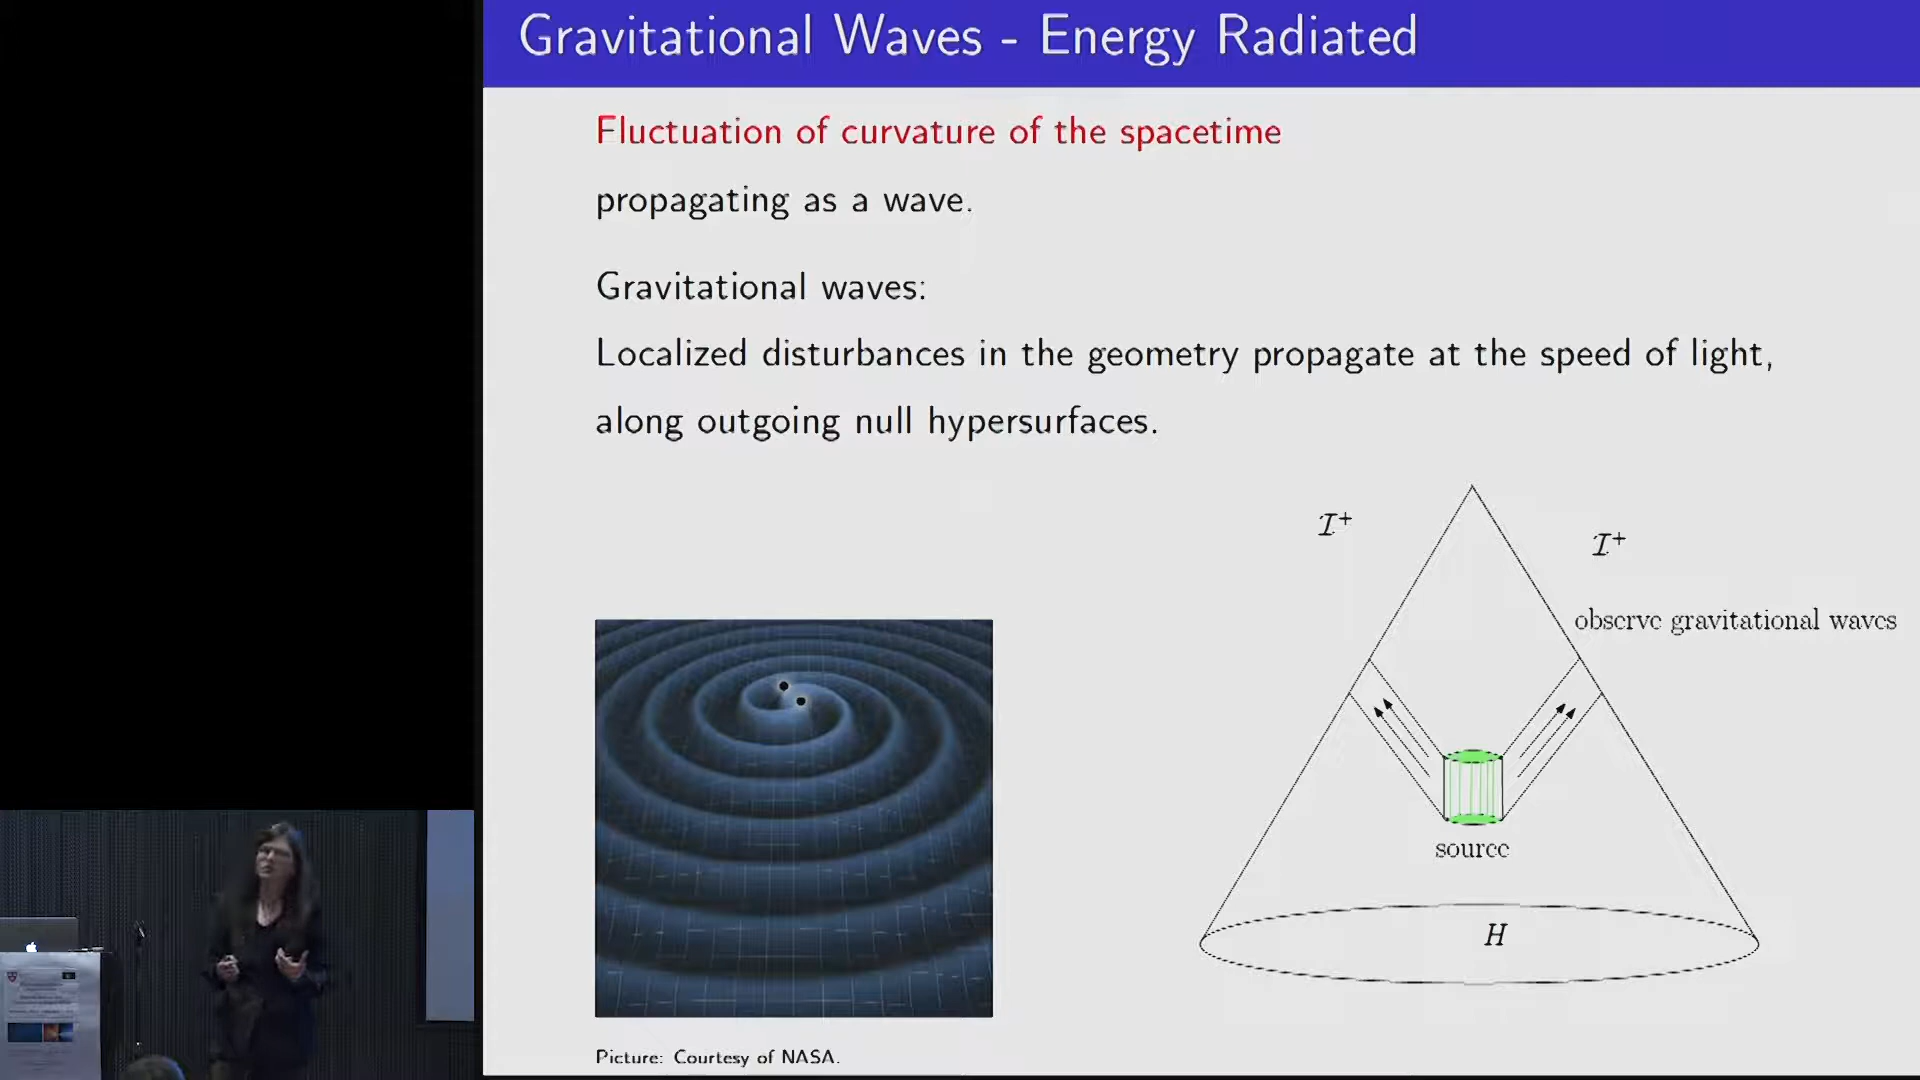 Gravitational Waves - Energy Radiated
Fluctuation of curvature of the spacetime
propagating as a wave.
Gravitational waves:
Localized disturbances in the geometry propagate at the speed of light,
along outgoing null hypersurfaces.
I⁺
I⁺
observe gravitational waves
source
H
Picture: Courtesy of NASA.